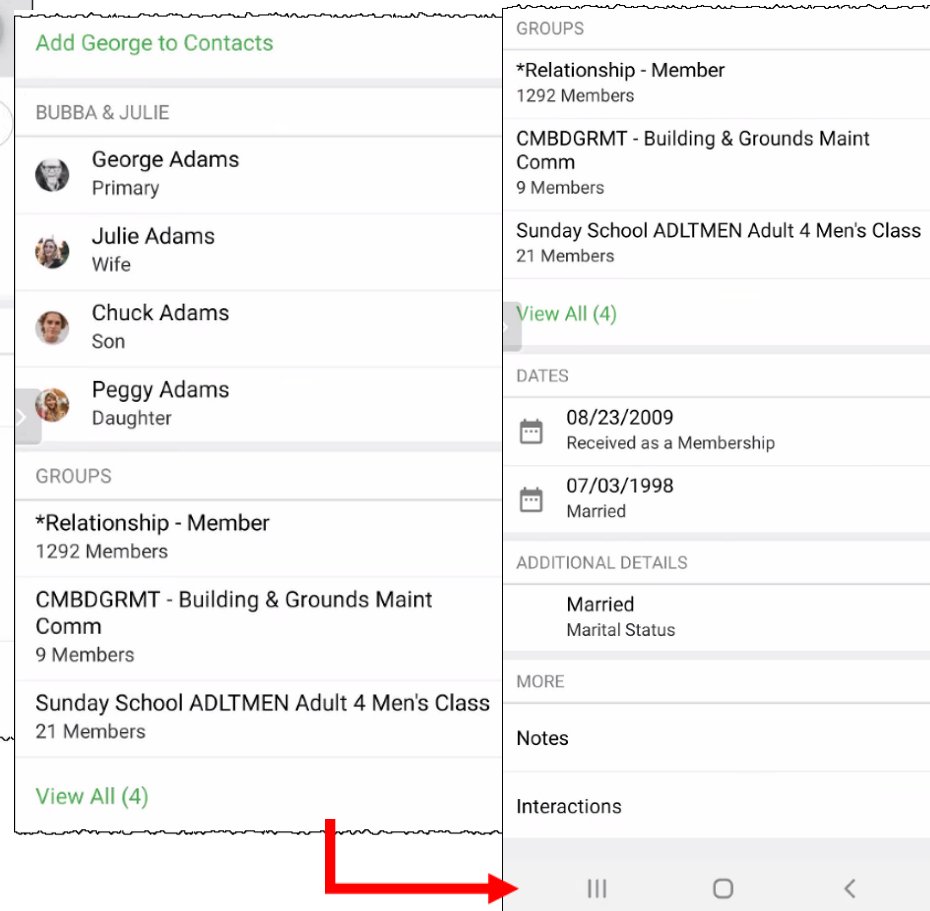 Add George to Contacts
BUBBA & JULIE
George Adams
Primary
Julie Adams
Wife
Chuck Adams
Son
Peggy Adams
Daughter
GROUPS
*Relationship - Member
1292 Members
CMBDGRMT - Building & Grounds Maint
Comm
9 Members
Sunday School ADLTMEN Adult 4 Men's Class
21 Members
View All (4)
GROUPS
*Relationship - Member
1292 Members
CMBDGRMT - Building & Grounds Maint
Comm
9 Members
Sunday School ADLTMEN Adult 4 Men's Class
21 Members
View All (4)
DATES
08/23/2009
Received as a Membership
07/03/1998
Married
ADDITIONAL DETAILS
Married
Marital Status
MORE
Notes
Interactions